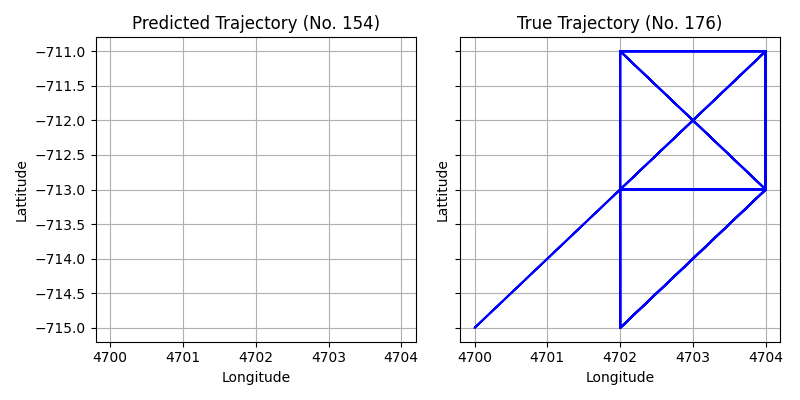 Predicted Trajectory (No. 154)
True Trajectory (No. 176)
−711.0
−711.5
−712.0
−712.5
−713.0
−713.5
−714.0
−714.5
−715.0
Lattitude
Lattitude
4700 4701 4702 4703 4704
4700 4701 4702 4703 4704
Longitude
Longitude